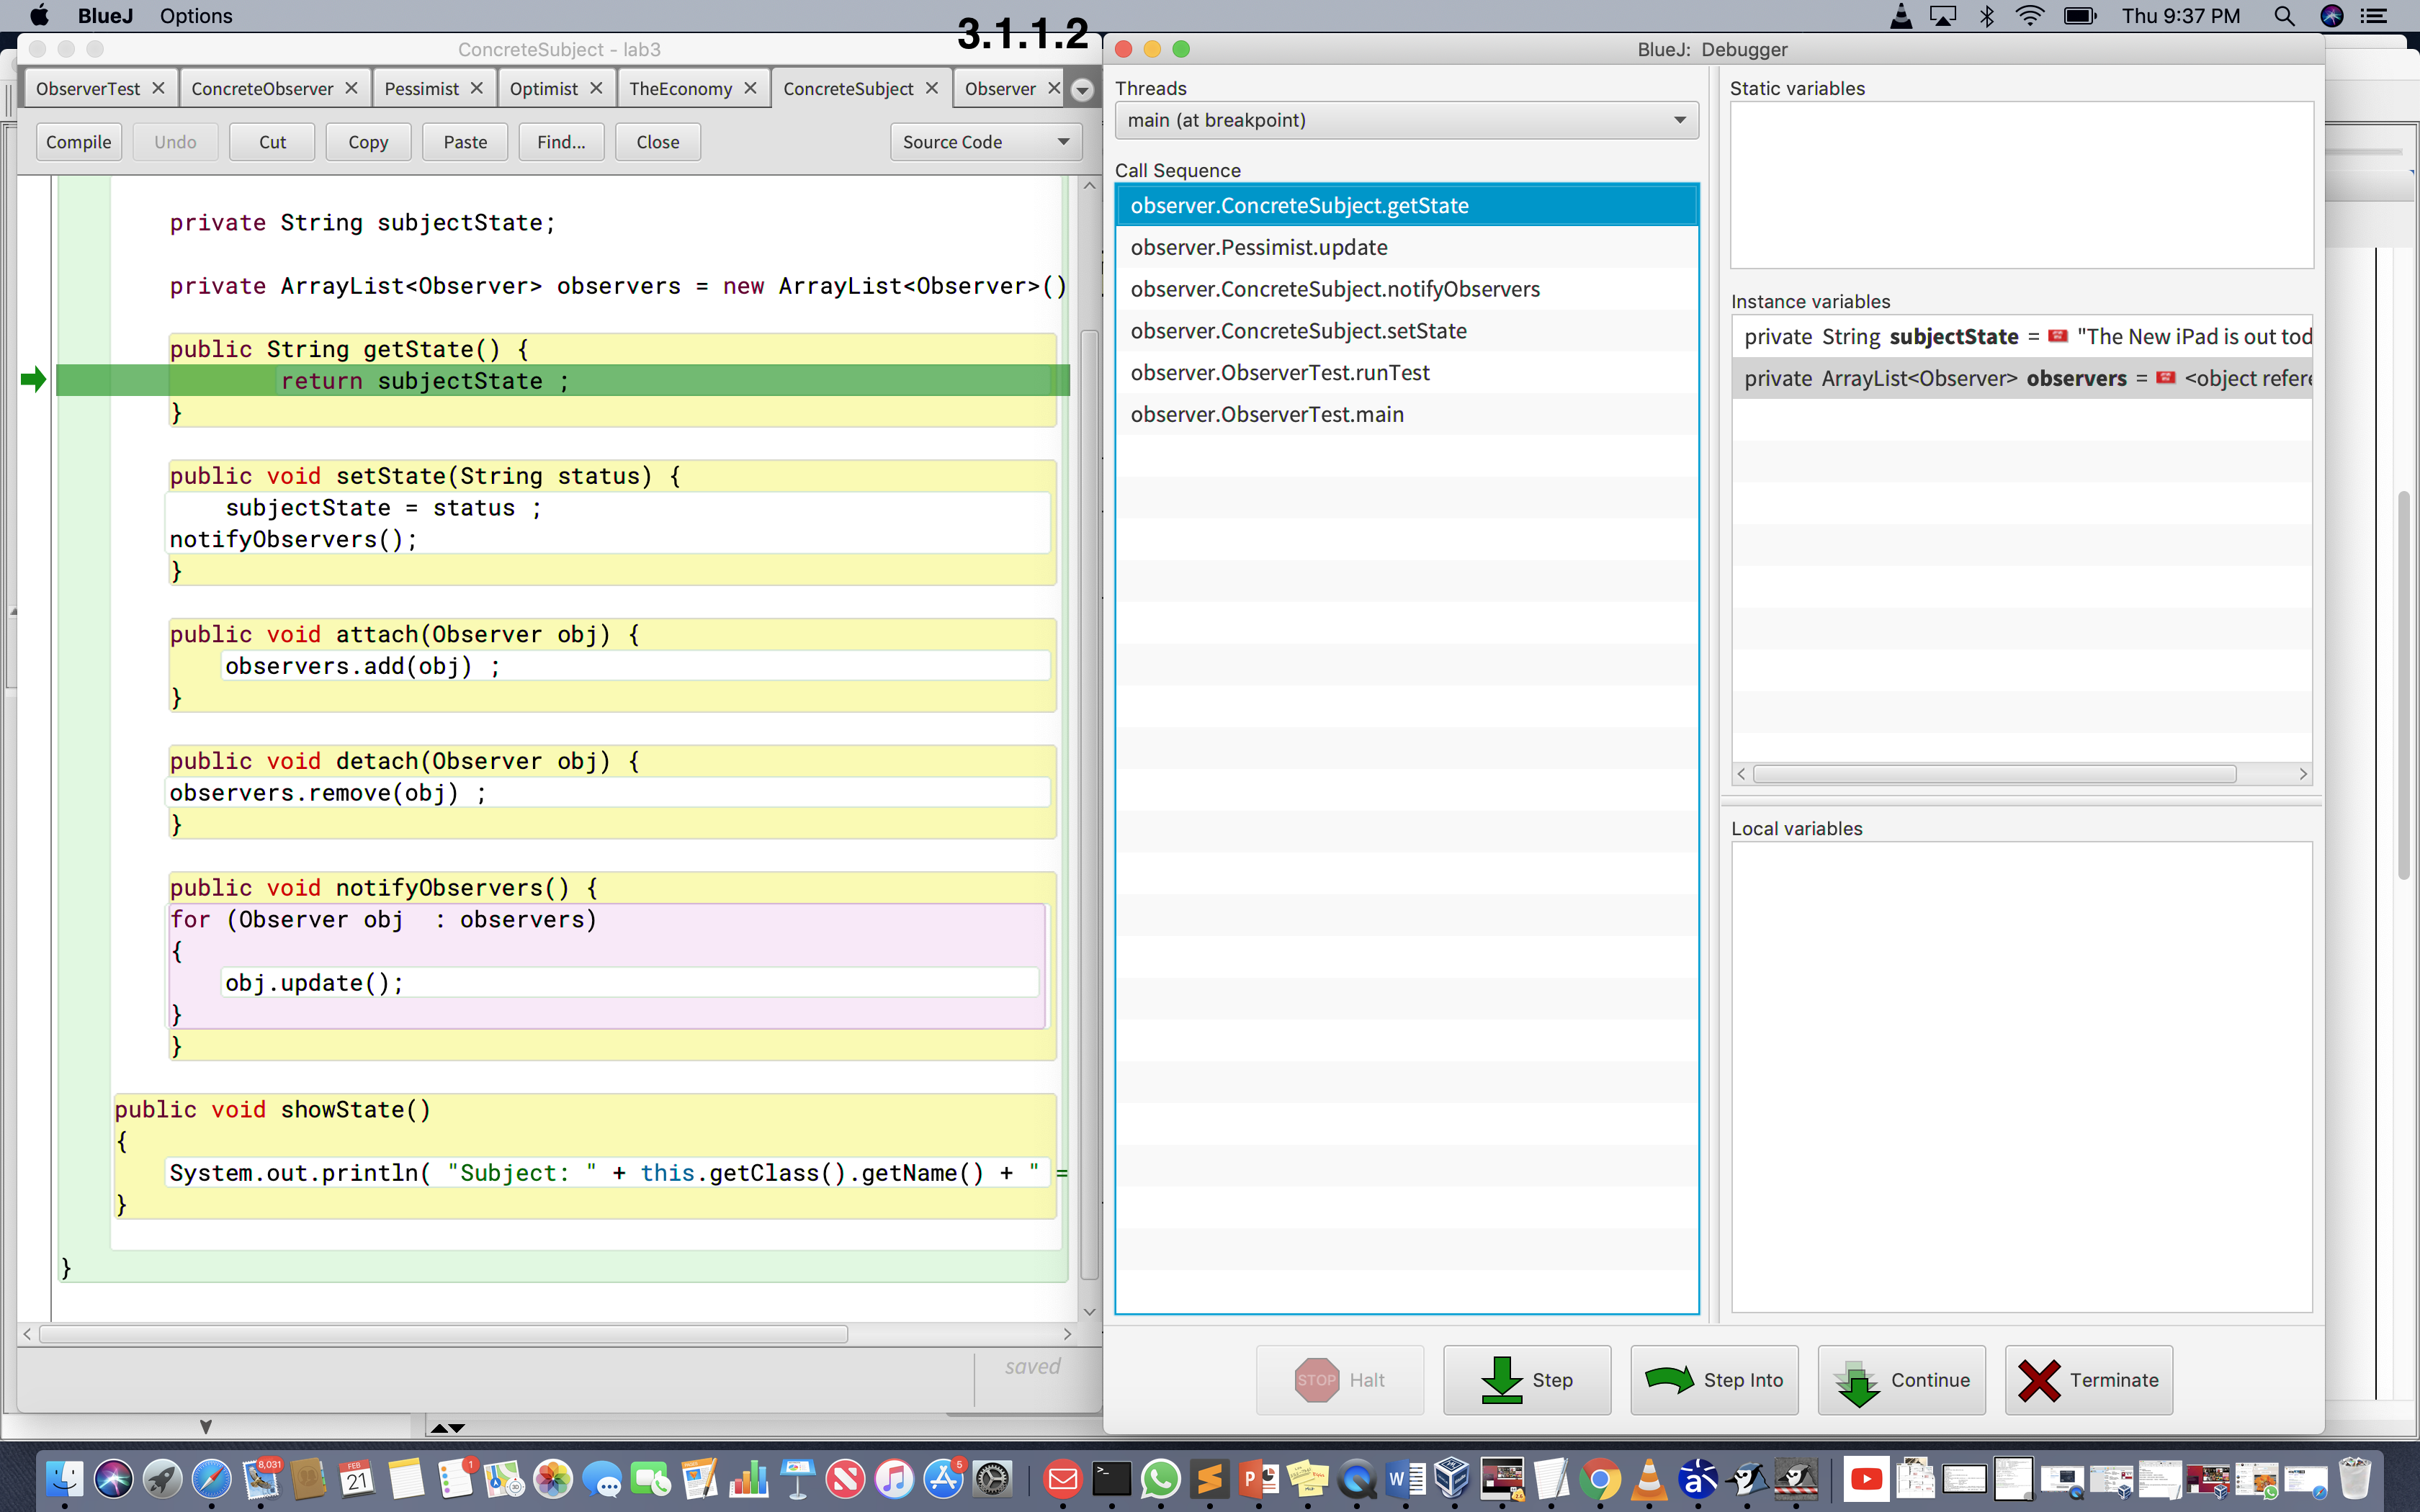 BlueJ Options
3.1.1.2
Thu 9:37 PM
ConcreteSubject - lab3
ObserverTest ConcreteObserver Pessimist Optimist TheEconomy ConcreteSubject Observer
Compile Undo Cut Copy Paste Find... Close Source Code
private String subjectState;
private ArrayList<Observer> observers = new ArrayList<Observer>()
public String getState() {
return subjectState ;
}
public void setState(String status) {
subjectState = status ;
notifyObservers();
}
public void attach(Observer obj) {
observers.add(obj) ;
}
public void detach(Observer obj) {
observers.remove(obj) ;
}
public void notifyObservers() {
for (Observer obj  : observers)
{
obj.update();
}
}
public void showState()
{
System.out.println( "Subject: " + this.getClass().getName() + " =
}
}
saved
BlueJ: Debugger
Threads
main (at breakpoint)
Call Sequence
observer.ConcreteSubject.getState
observer.Pessimist.update
observer.ConcreteSubject.notifyObservers
observer.ConcreteSubject.setState
observer.ObserverTest.runTest
observer.ObserverTest.main
Static variables
Instance variables
private String subjectState = "The New iPad is out tod
private ArrayList<Observer> observers = <object refere
Local variables
STOP Halt Step Step Into Continue Terminate
8,031
FEB
21
1
5